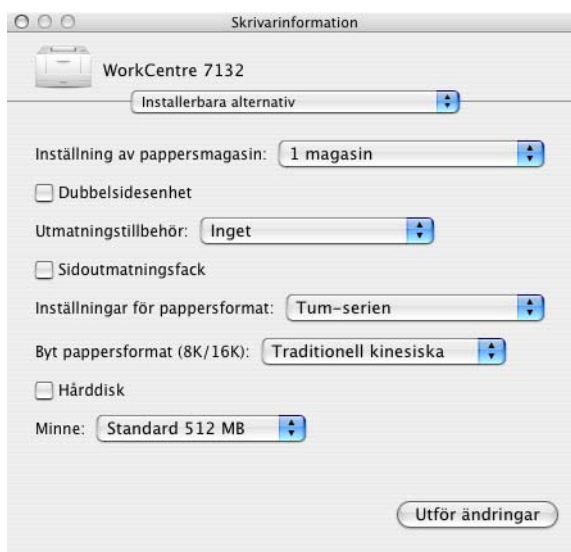 Skrivarinformation
WorkCentre 7132
Installerbara alternativ
Inställning av pappersmagasin: 1 magasin
Dubbelsidesenhet
Utmatningstillbehör: Inget
Sidoutmatningsfack
Inställningar för pappersformat: Tum-serien
Byt pappersformat (8K/16K): Traditionell kinesiska
Hårddisk
Minne: Standard 512 MB
Utför ändringar